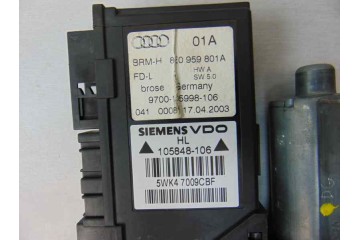 01A
BRM-H 8E0 959 801A
FD-L HW A
SW 5.0
brose Germany
041 17.04.2003
SIEMENS VDO
HL
105848-106
5WK4 7009CBF